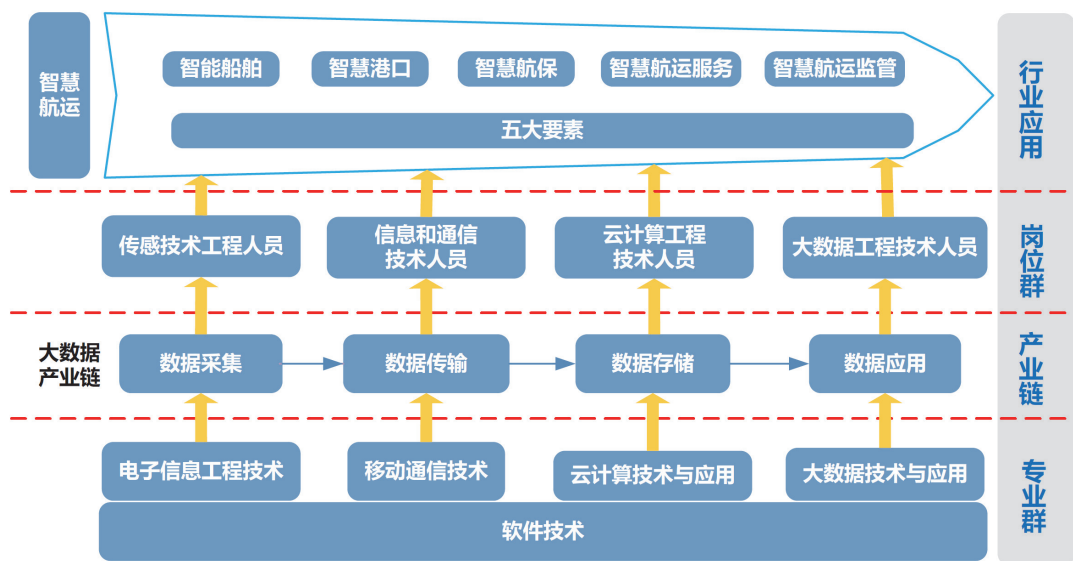 智慧
航运
智能船舶
智慧港口
智慧航保
智慧航运服务
智慧航运监管
五大要素
行业应用
传感技术工程人员
信息和通信
技术人员
云计算工程
技术人员
大数据工程技术人员
岗位群
大数据
产业链
数据采集
数据传输
数据存储
数据应用
产业链
电子信息工程技术
移动通信技术
云计算技术与应用
大数据技术与应用
软件技术
专业群